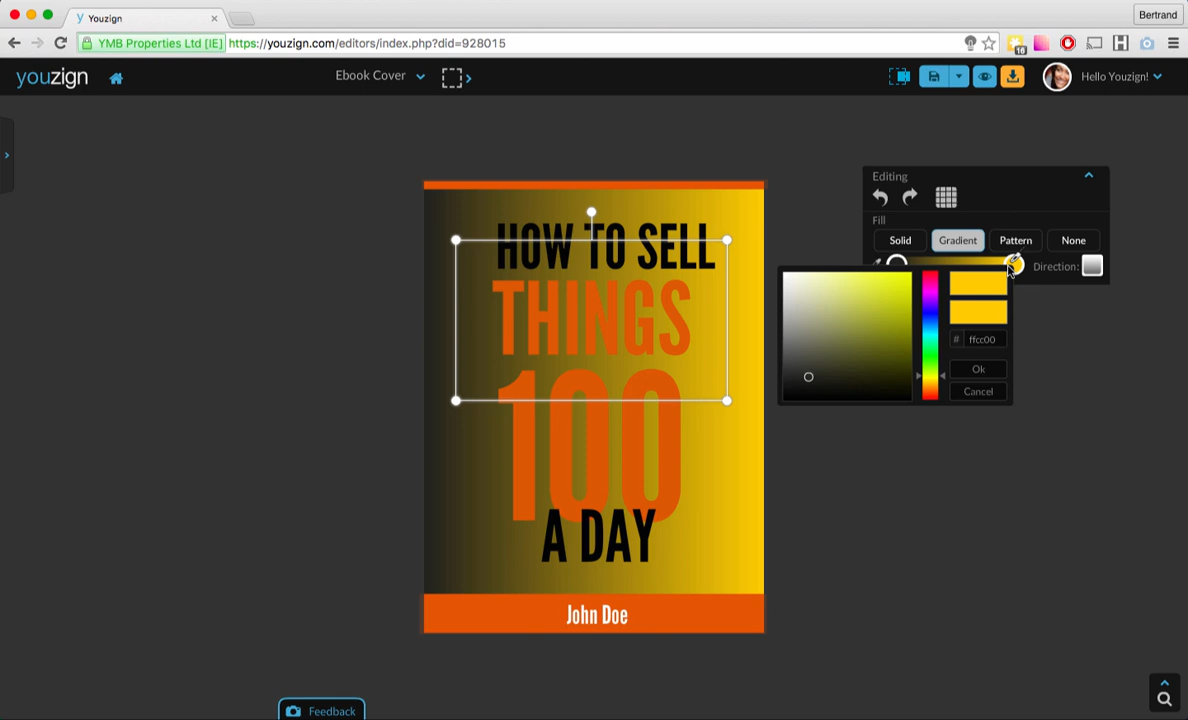 Youzign
Bertrand
YMB Properties Ltd [IE]
https://youzign.com/editors/index.php?did=928015
16
youzign
Ebook Cover
Hello Youzign!
Editing
Fill
Solid
Gradient
Pattern
None
Direction:
# ffcc00
Ok
Cancel
HOW TO SELL
THINGS
100
A DAY
John Doe
Feedback